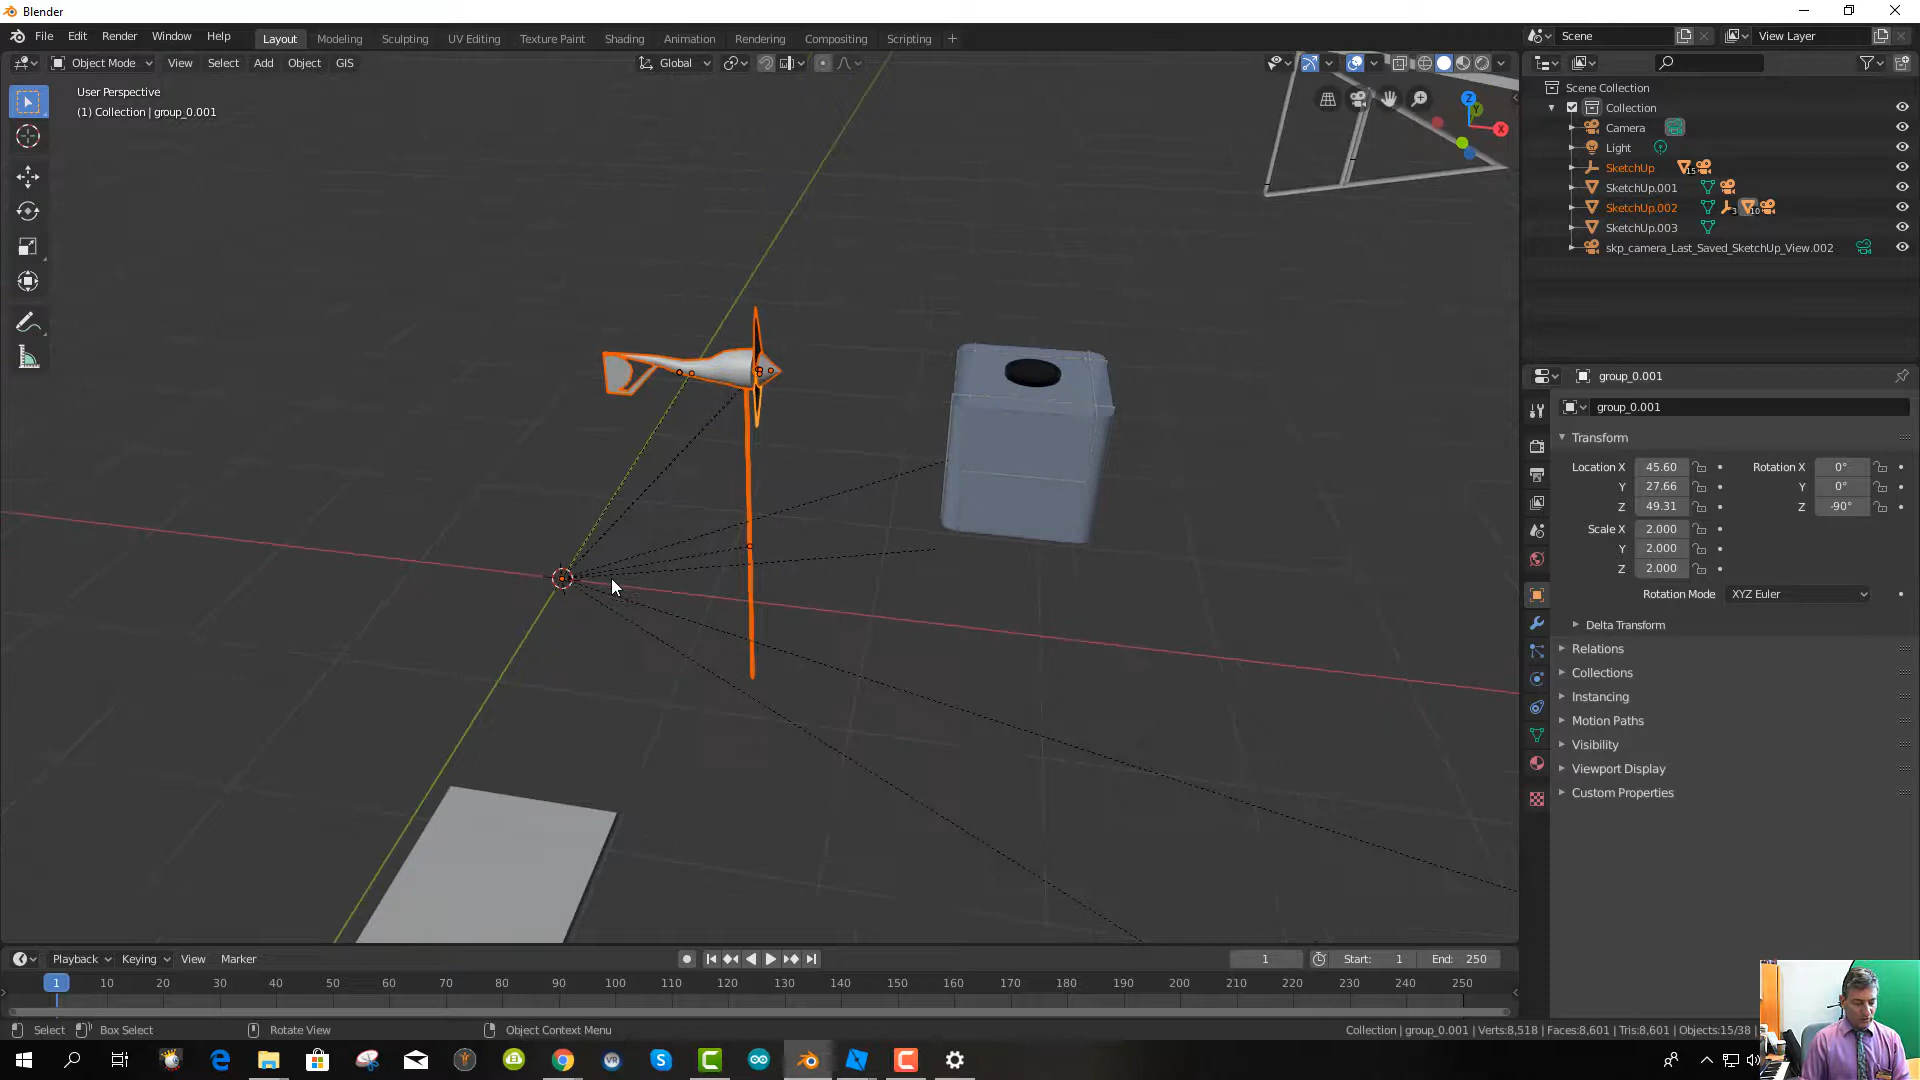 Blender
File Edit Render Window Help
Layout Modeling Sculpting UV Editing Texture Paint Shading Animation Rendering Compositing Scripting
Scene
View Layer
Object Mode View Select Add Object GIS
Global
User Perspective
(1) Collection | group_0.001
Z
Y
X
Scene Collection
Collection
Camera
Light
SketchUp 15
SketchUp.001
SketchUp.002 3 10
SketchUp.003
skp_camera_Last_Saved_SketchUp_View.002
group_0.001
group_0.001
Transform
Location X 45.60 Rotation X 0°
Y 27.66 Y 0°
Z 49.31 Z -90°
Scale X 2.000
Y 2.000
Z 2.000
Rotation Mode XYZ Euler
Delta Transform
Relations
Collections
Instancing
Motion Paths
Visibility
Viewport Display
Custom Properties
Playback Keying View Marker
1 Start: 1 End: 250
1 10 20 30 40 50 60 70 80 90 100 110 120 130 140 150 160 170 180 190 200 210 220 230 240 250
Select Box Select Rotate View Object Context Menu
Collection | group_0.001 | Verts:8,518 | Faces:8,601 | Tris:8,601 | Objects:15/38 |